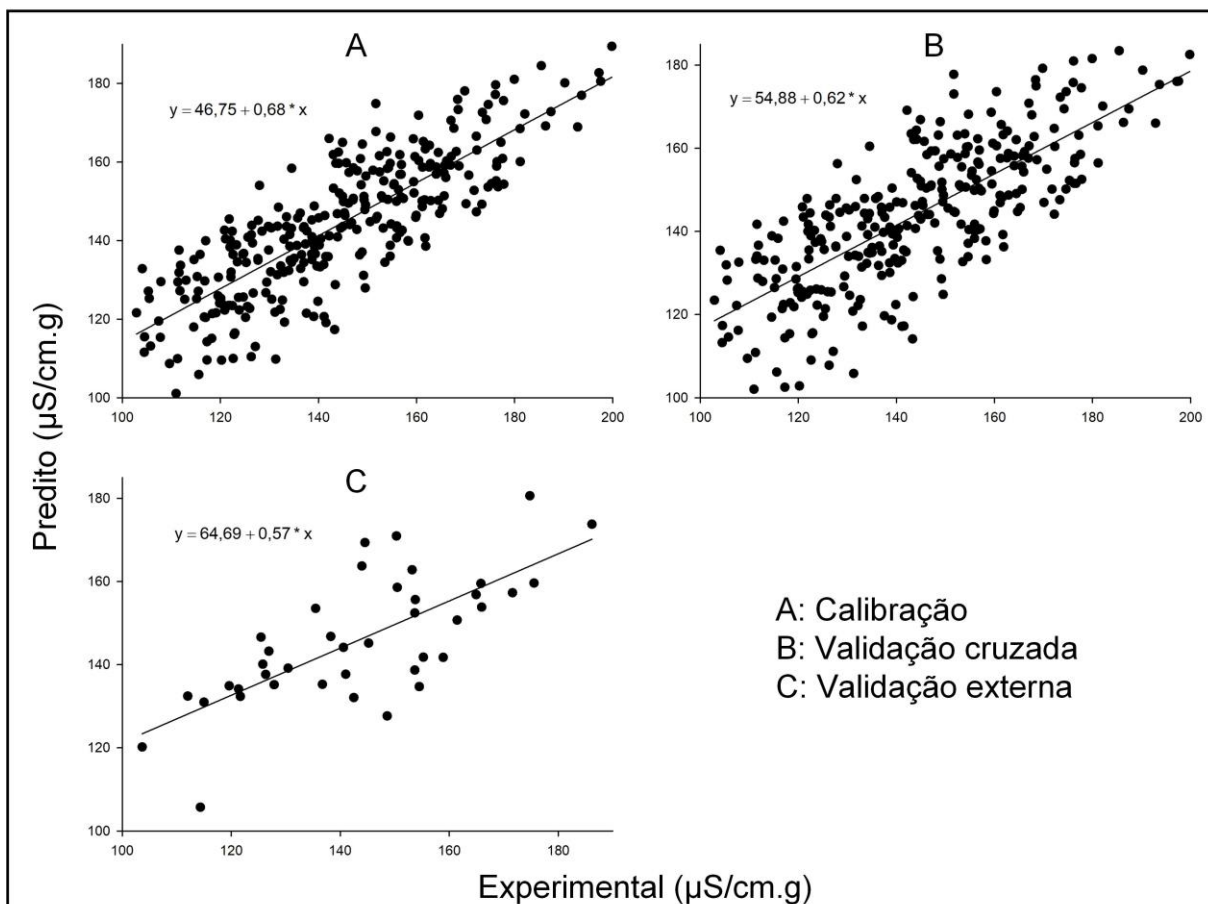 A
y = 46,75 + 0,68 * x
180
160
140
120
100
100 120 140 160 180 200
B
y = 54,88 + 0,62 * x
180
160
140
120
100
100 120 140 160 180 200
Predito (µS/cm.g)
C
y = 64,69 + 0,57 * x
180
160
140
120
100
100 120 140 160 180
A: Calibração
B: Validação cruzada
C: Validação externa
Experimental (µS/cm.g)